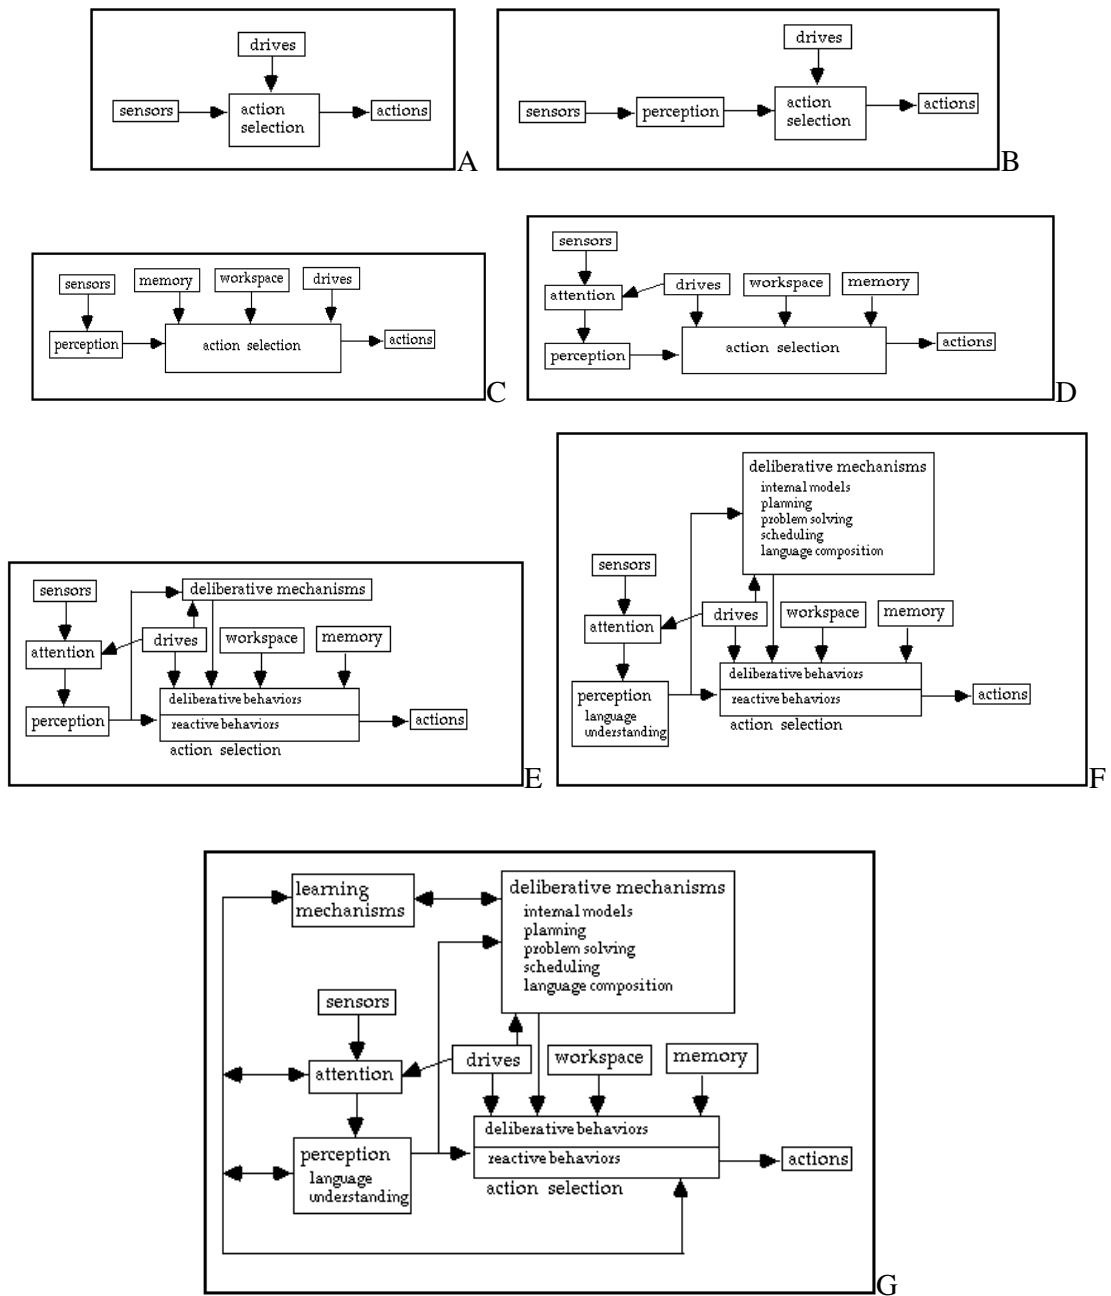 drives
sensors
action
selection
actions
A
drives
sensors
perception
action
selection
actions
B
sensors
memory
workspace
drives
perception
action selection
actions
C
sensors
attention
drives
workspace
memory
perception
action selection
actions
D
sensors
deliberative mechanisms
attention
drives
workspace
memory
perception
deliberative behaviors
reactive behaviors
action selection
actions
E
deliberative mechanisms
internal models
planning
problem solving
scheduling
language composition
sensors
attention
drives
workspace
memory
perception
language
understanding
deliberative behaviors
reactive behaviors
action selection
actions
F
learning
mechanisms
deliberative mechanisms
internal models
planning
problem solving
scheduling
language composition
sensors
attention
drives
workspace
memory
perception
language
understanding
deliberative behaviors
reactive behaviors
action selection
actions
G